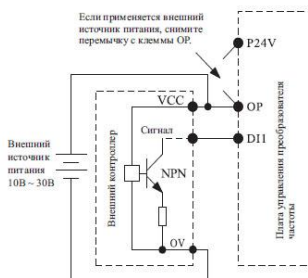 Если применяется внешний
источник питания, снимите
перемычку с клеммы OP.
P24V
VCC
OP
Сигнал
DI1
NPN
Внешний
источник
питания
10В ~ 30В
Внешний контроллер
0V
Плата управления преобразователя
частоты